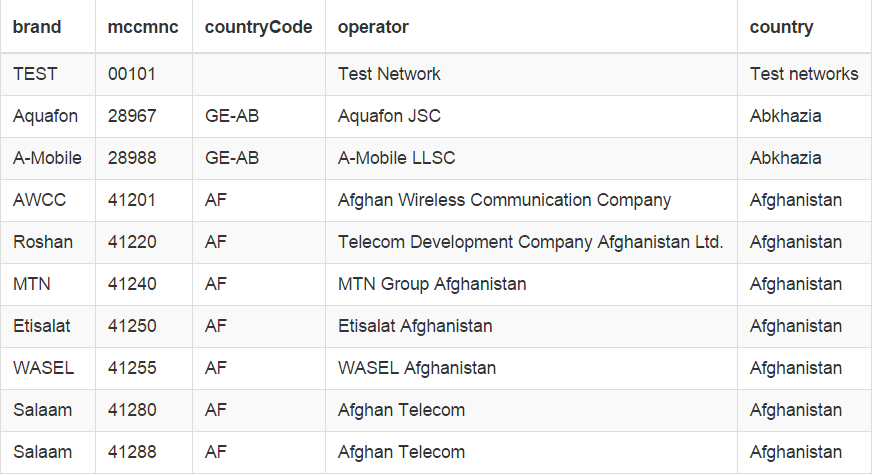 brand mccmnc countryCode operator country
TEST 00101 Test Network Test networks
Aquafon 28967 GE-AB Aquafon JSC Abkhazia
A-Mobile 28988 GE-AB A-Mobile LLSC Abkhazia
AWCC 41201 AF Afghan Wireless Communication Company Afghanistan
Roshan 41220 AF Telecom Development Company Afghanistan Ltd. Afghanistan
MTN 41240 AF MTN Group Afghanistan Afghanistan
Etisalat 41250 AF Etisalat Afghanistan Afghanistan
WASEL 41255 AF WASEL Afghanistan Afghanistan
Salaam 41280 AF Afghan Telecom Afghanistan
Salaam 41288 AF Afghan Telecom Afghanistan